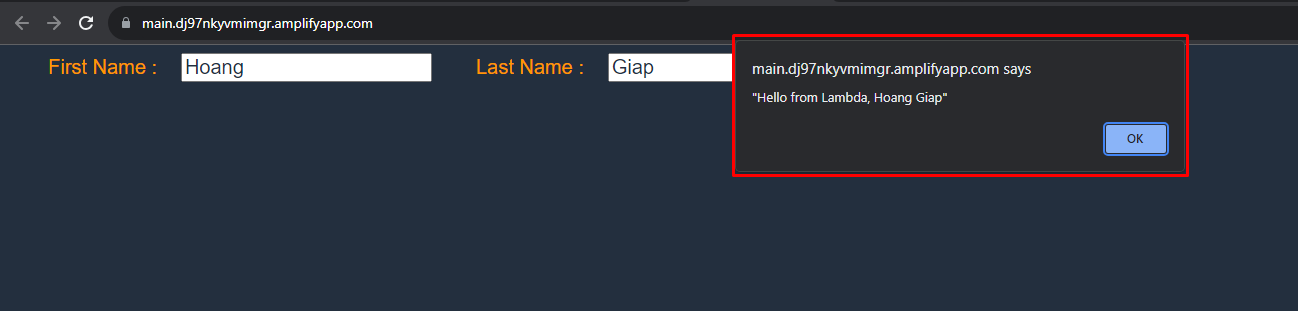 main.dj97nkyvmimgr.amplifyapp.com
First Name : Hoang Last Name : Giap
main.dj97nkyvmimgr.amplifyapp.com says
"Hello from Lambda, Hoang Giap"
OK